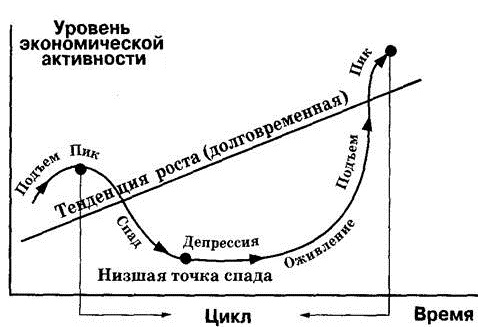 Уровень
экономической
активности
Подъем
Пик
Тенденция роста (долговременная)
Спад
Депрессия
Низшая точка спада
Оживление
Подъем
Пик
Цикл
Время